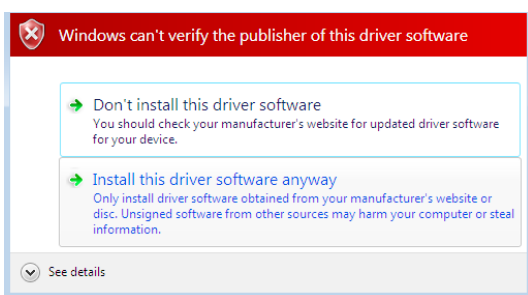 Windows can't verify the publisher of this driver software
Don't install this driver software
You should check your manufacturer's website for updated driver software
for your device.
Install this driver software anyway
Only install driver software obtained from your manufacturer's website or
disc. Unsigned software from other sources may harm your computer or steal
information.
See details